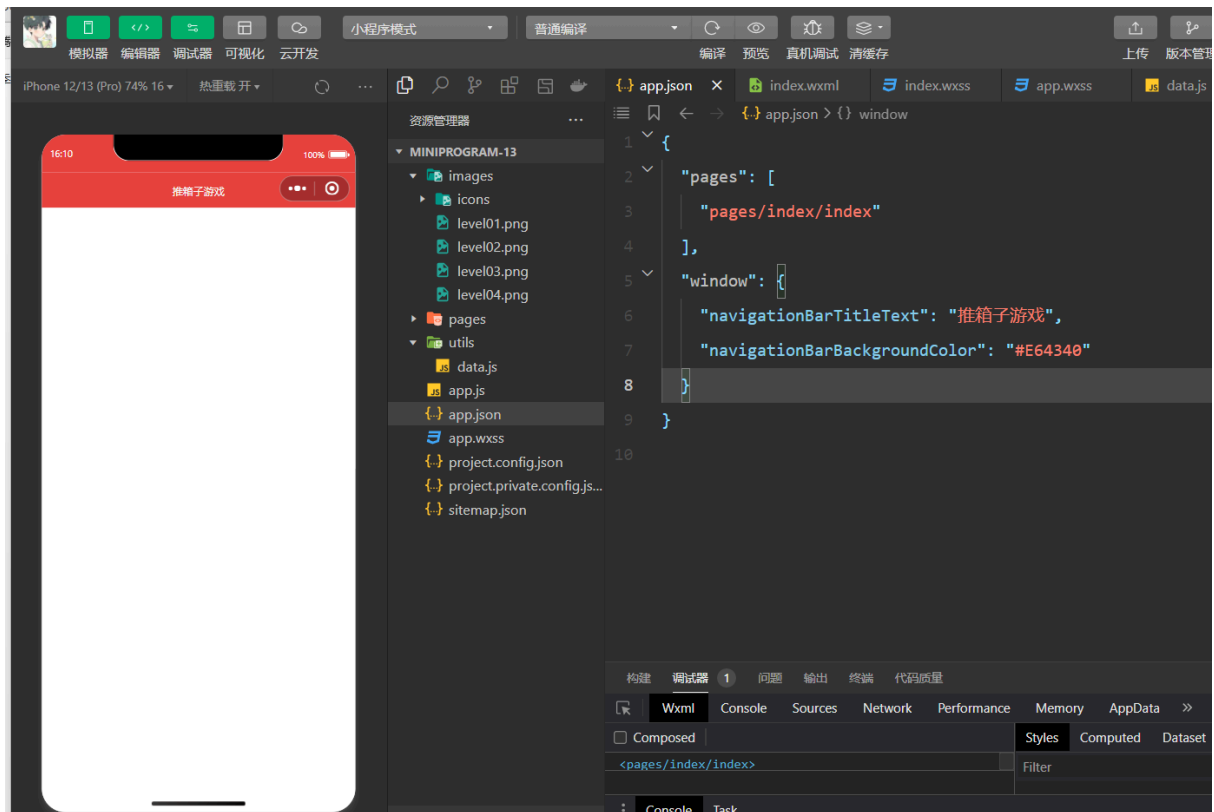 小程序模式
普通编译
模拟器 编辑器 调试器 可视化 云开发
编译 预览 真机调试 清缓存
上传 版本管理
iPhone 12/13 (Pro) 74% 16
热重载 开
app.json
index.wxml
index.wxss
app.wxss
data.js
app.json > {} window
资源管理器
MINIPROGRAM-13
images
icons
level01.png
level02.png
level03.png
level04.png
pages
utils
data.js
app.js
app.json
app.wxss
project.config.json
project.private.config.js...
sitemap.json
16:10
100%
推箱子游戏
1 {
2 "pages": [
3 "pages/index/index"
4 ],
5 "window": {
6 "navigationBarTitleText": "推箱子游戏",
7 "navigationBarBackgroundColor": "#E64340"
8 }
9 }
10
构建 调试器 1 问题 输出 终端 代码质量
Wxml Console Sources Network Performance Memory AppData »
Composed
Styles Computed Dataset
<pages/index/index>
Filter
Console Task